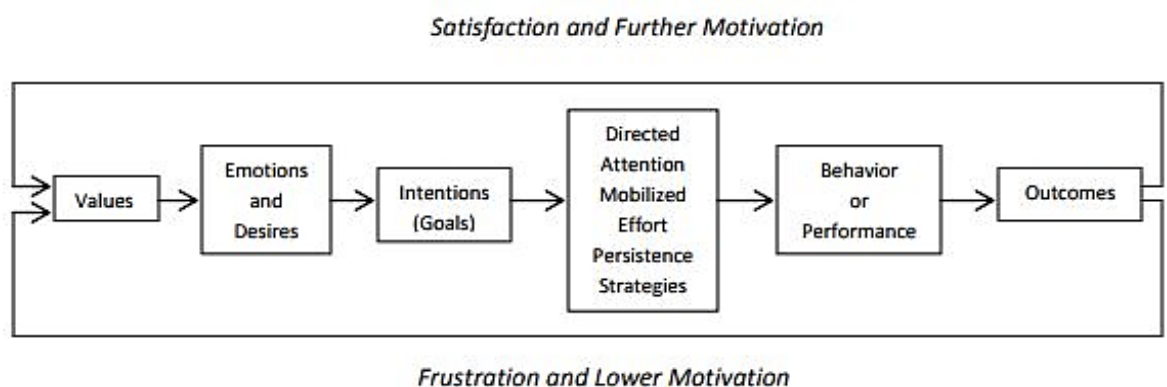 Satisfaction and Further Motivation
Values
Emotions
and
Desires
Intentions
(Goals)
Directed
Attention
Mobilized
Effort
Persistence
Strategies
Behavior
or
Performance
Outcomes
Frustration and Lower Motivation